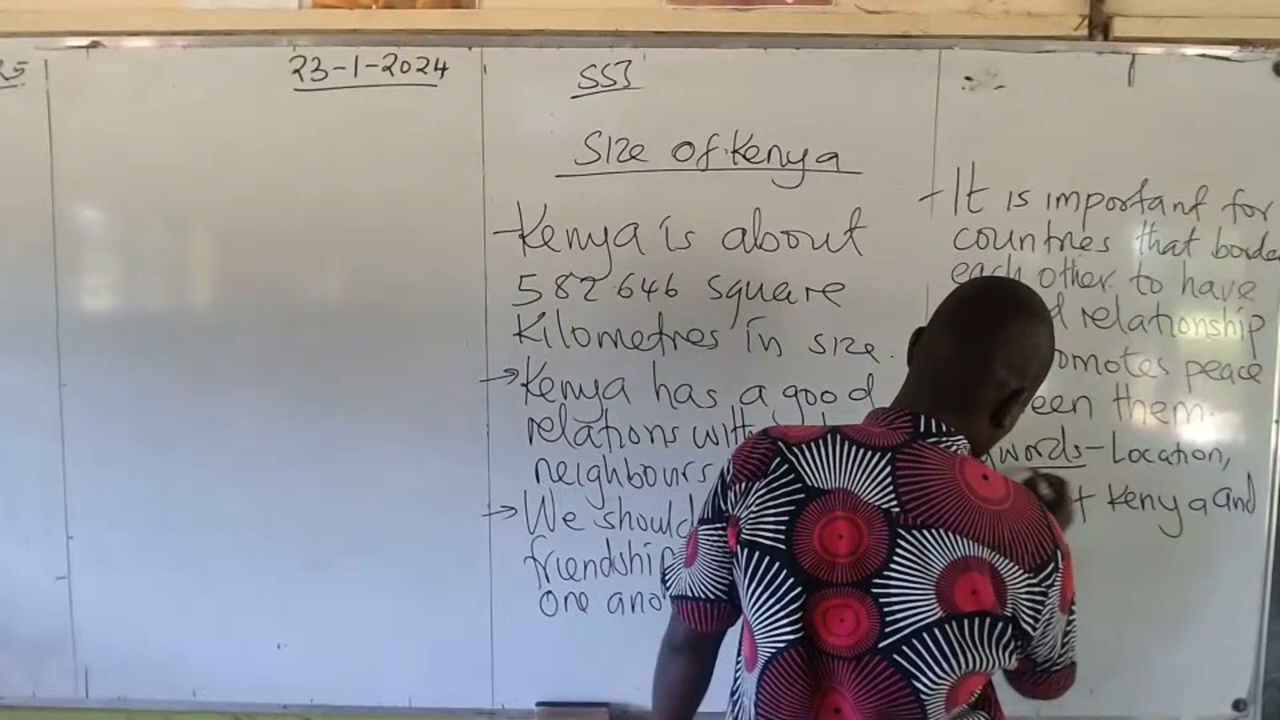 23-1-2024
SS3
Size of Kenya
-Kenya is about
582 646 square
Kilometres in size.
→Kenya has a good
relations with
neighbours
→We should
friendship
one ano
-It is important for
countries that borde
each other to have
relationship
omotes peace
een them.
words-Location,
Kenya and